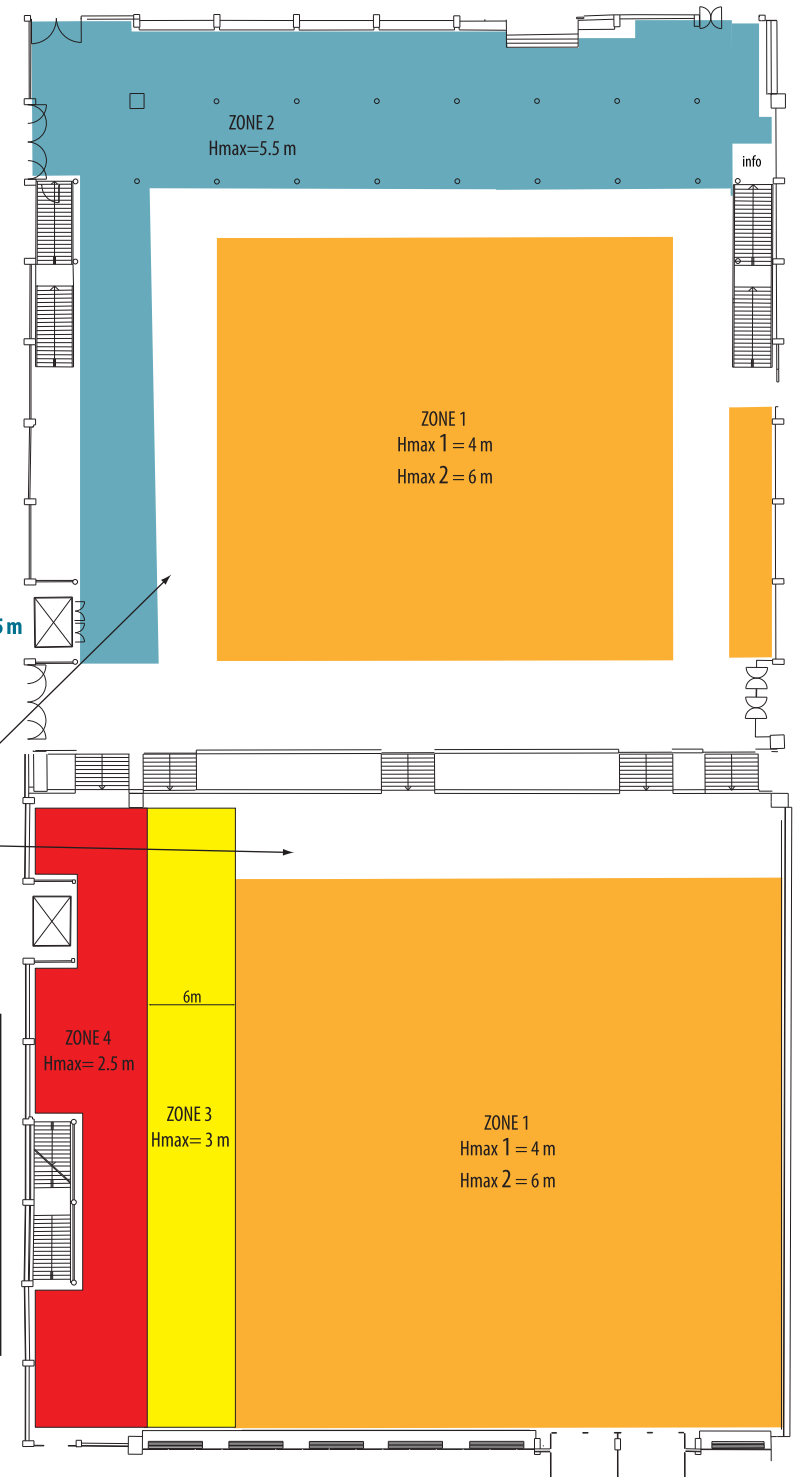 ZONE 2
Hmax=5.5 m
info
ZONE 1
Hmax 1 = 4 m
Hmax 2 = 6 m
m
6m
ZONE 4
Hmax= 2.5 m
ZONE 3
Hmax= 3 m
ZONE 1
Hmax 1 = 4 m
Hmax 2 = 6 m